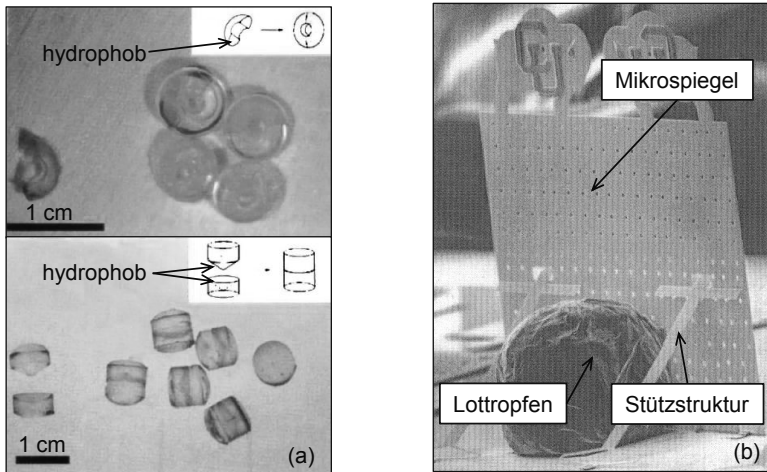 hydrophob
1 cm
hydrophob
1 cm
(a)
Mikrospiegel
Lottropfen
Stützstruktur
(b)